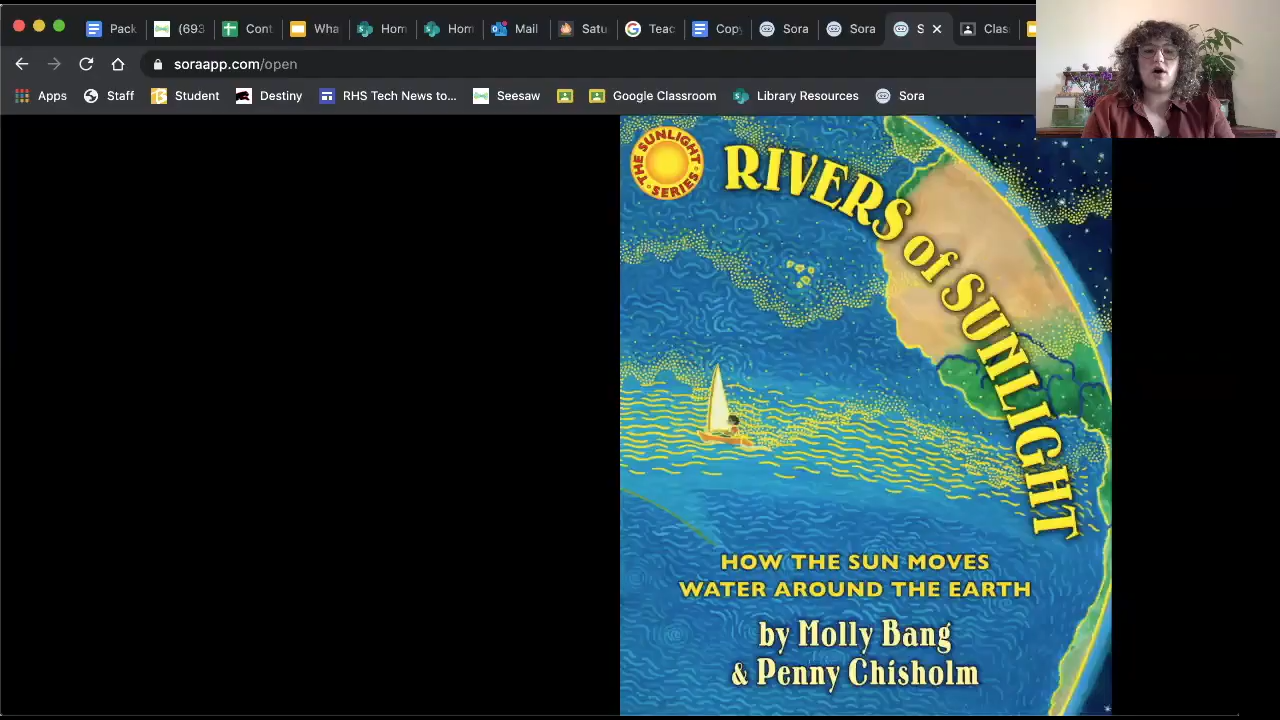 Pack
(693
Cont
Wha
Hom
Hom
Mail
Satu
Teac
Copy
Sora
Sora
S
Clas
soraapp.com/open
Apps
Staff
Student
Destiny
RHS Tech News to...
Seesaw
Google Classroom
Library Resources
Sora
THE SUNLIGHT SERIES
RIVERS of SUNLIGHT
HOW THE SUN MOVES
WATER AROUND THE EARTH
by Molly Bang
& Penny Chisholm